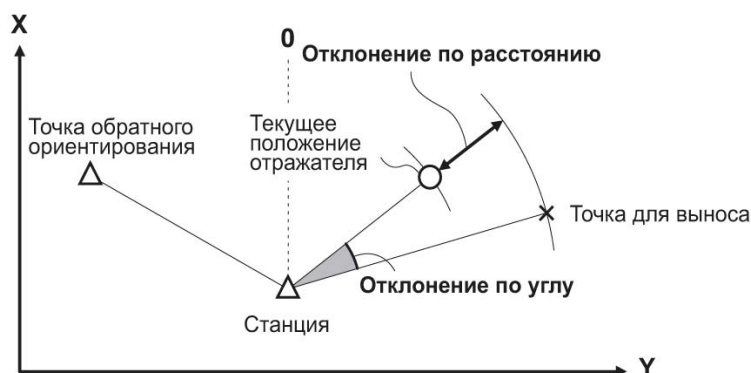 X
0
Отклонение по расстоянию
Точка обратного
ориентирования
Текущее
положение
отражателя
Точка для выноса
Отклонение по углу
Станция
Y